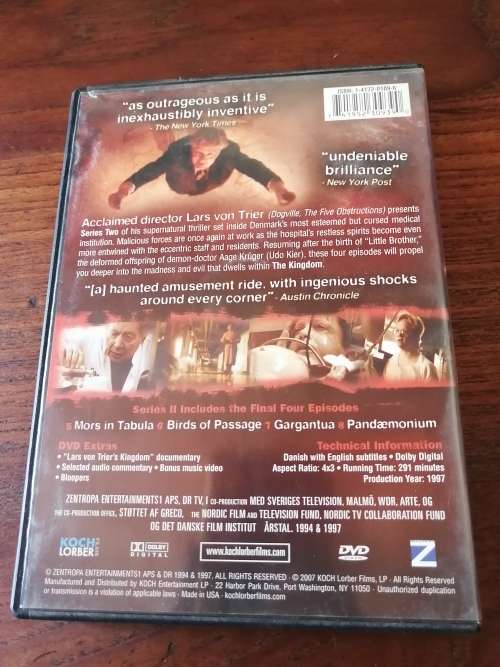 ISBN: 1-4172-0189-8
"as outrageous as it is
inexhaustibly inventive"
- The New York Times
"undeniable
brilliance"
- New York Post
Acclaimed director Lars von Trier (Dogville, The Five Obstructions) presents
Series Two of his supernatural thriller set inside Denmark's most esteemed but cursed medical
institution. Malicious forces are once again at work as the hospital's restless spirits become even
more entwined with the eccentric staff and residents. Resuming after the birth of "Little Brother,"
the deformed offspring of demon-doctor Aage Krüger (Udo Kier), these four episodes will propel
you deeper into the madness and evil that dwells within The Kingdom.
"[a] haunted amusement ride. with ingenious shocks
around every corner" - Austin Chronicle
Series II Includes the Final Four Episodes
5 Mors in Tabula 6 Birds of Passage 7 Gargantua 8 Pandæmonium
DVD Extras
• "Lars von Trier's Kingdom" documentary
• Selected audio commentary • Bonus music video
• Bloopers
Technical Information
Danish with English subtitles • Dolby Digital
Aspect Ratio: 4x3 • Running Time: 291 minutes
Production Year: 1997
ZENTROPA ENTERTAINMENTS1 APS, DR TV, I CO-PRODUCTION MED SVERIGES TELEVISION, MALMÖ, WDR, ARTE, OG
THE CO-PRODUCTION OFFICE, STØTTET AF GRECO, THE NORDIC FILM AND TELEVISION FUND, NORDIC TV COLLABORATION FUND
OG DET DANSKE FILM INSTITUT ÅRSTAL. 1994 & 1997
KOCH
LORBER
FILMS
DOLBY
DIGITAL
www.kochlorberfilms.com
DVD
VIDEO
Z
© ZENTROPA ENTERTAINMENTS1 APS & DR 1994 & 1997, ALL RIGHTS RESERVED · © 2007 KOCH Lorber Films, LP · All Rights Reserved
Manufactured and Distributed by KOCH Entertainment LP · 22 Harbor Park Drive, Port Washington, NY 11050 · Unauthorized duplication
or transmission is a violation of applicable laws · Made in USA · kochlorberfilms.com